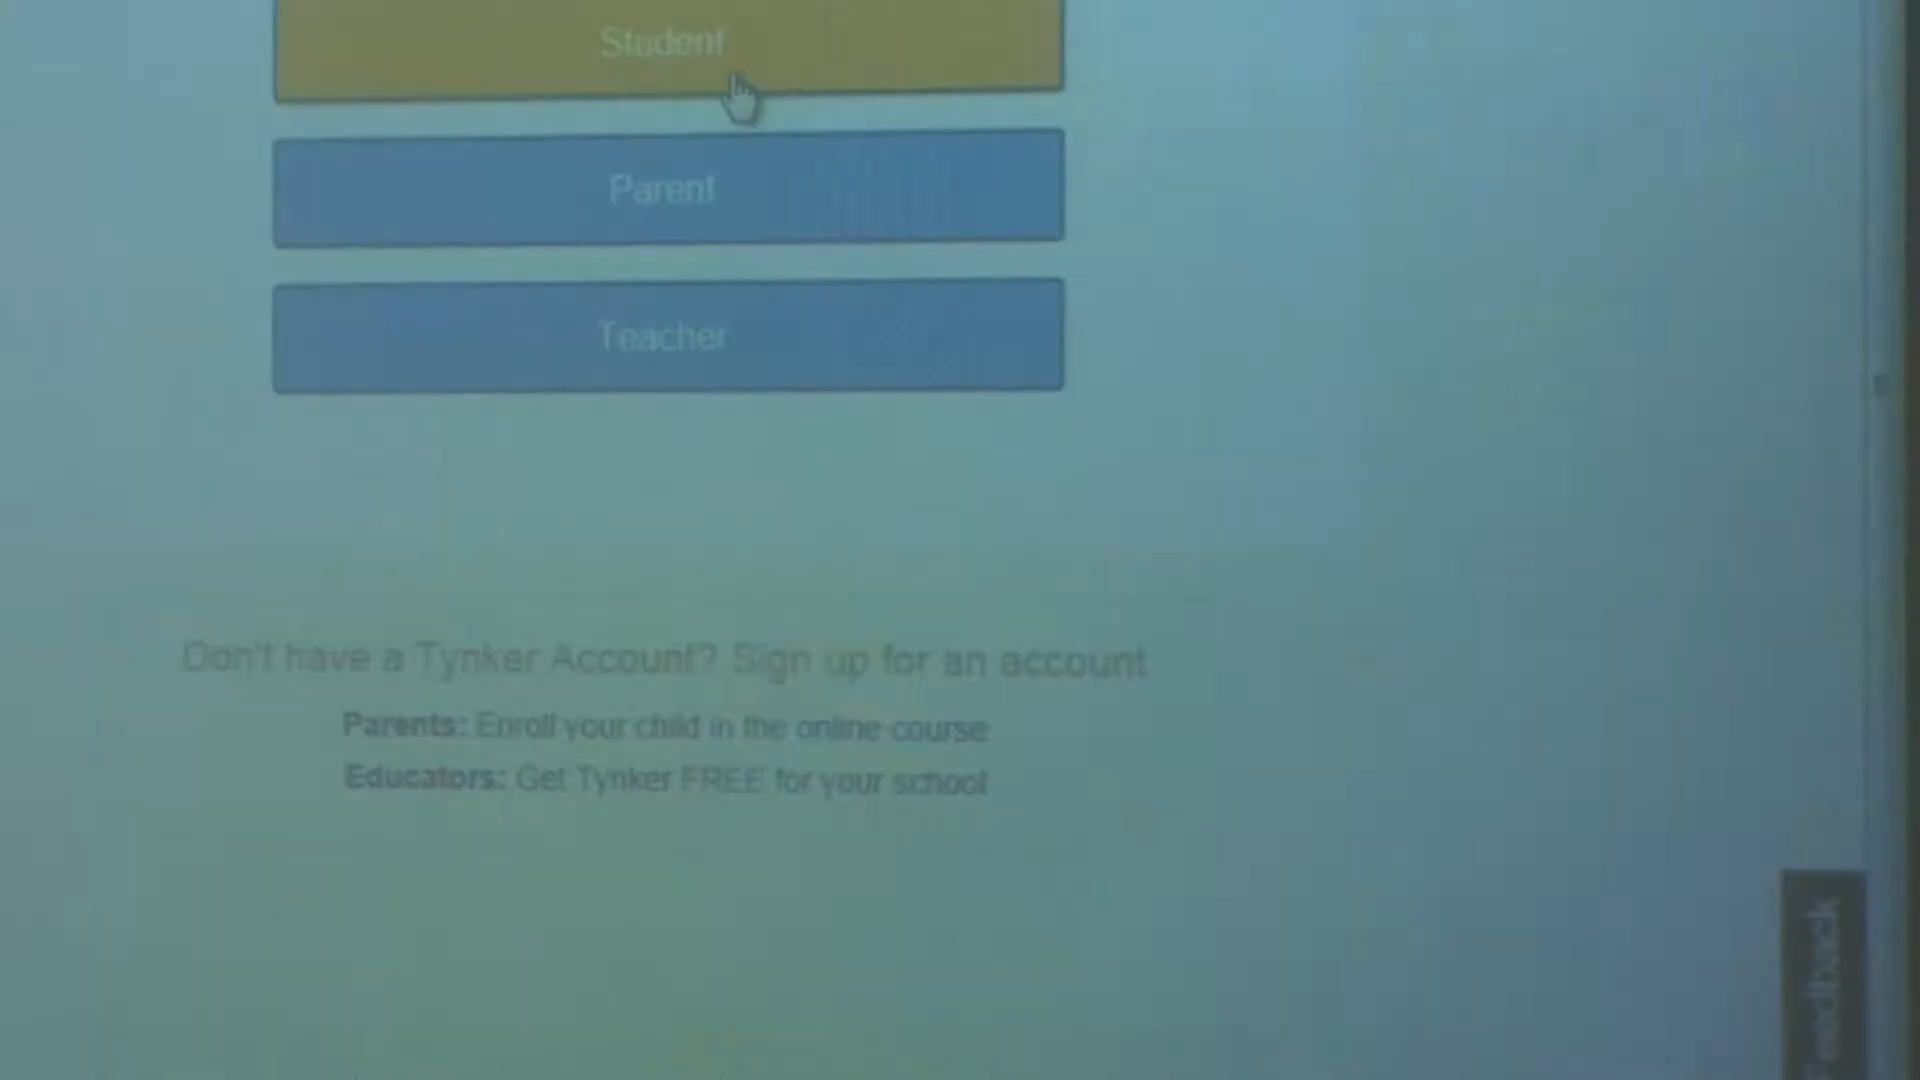 Student
Parent
Teacher
Don't have a Tynker Account? Sign up for an account
Parents: Enroll your child in the online course
Educators: Get Tynker FREE for your school
Feedback